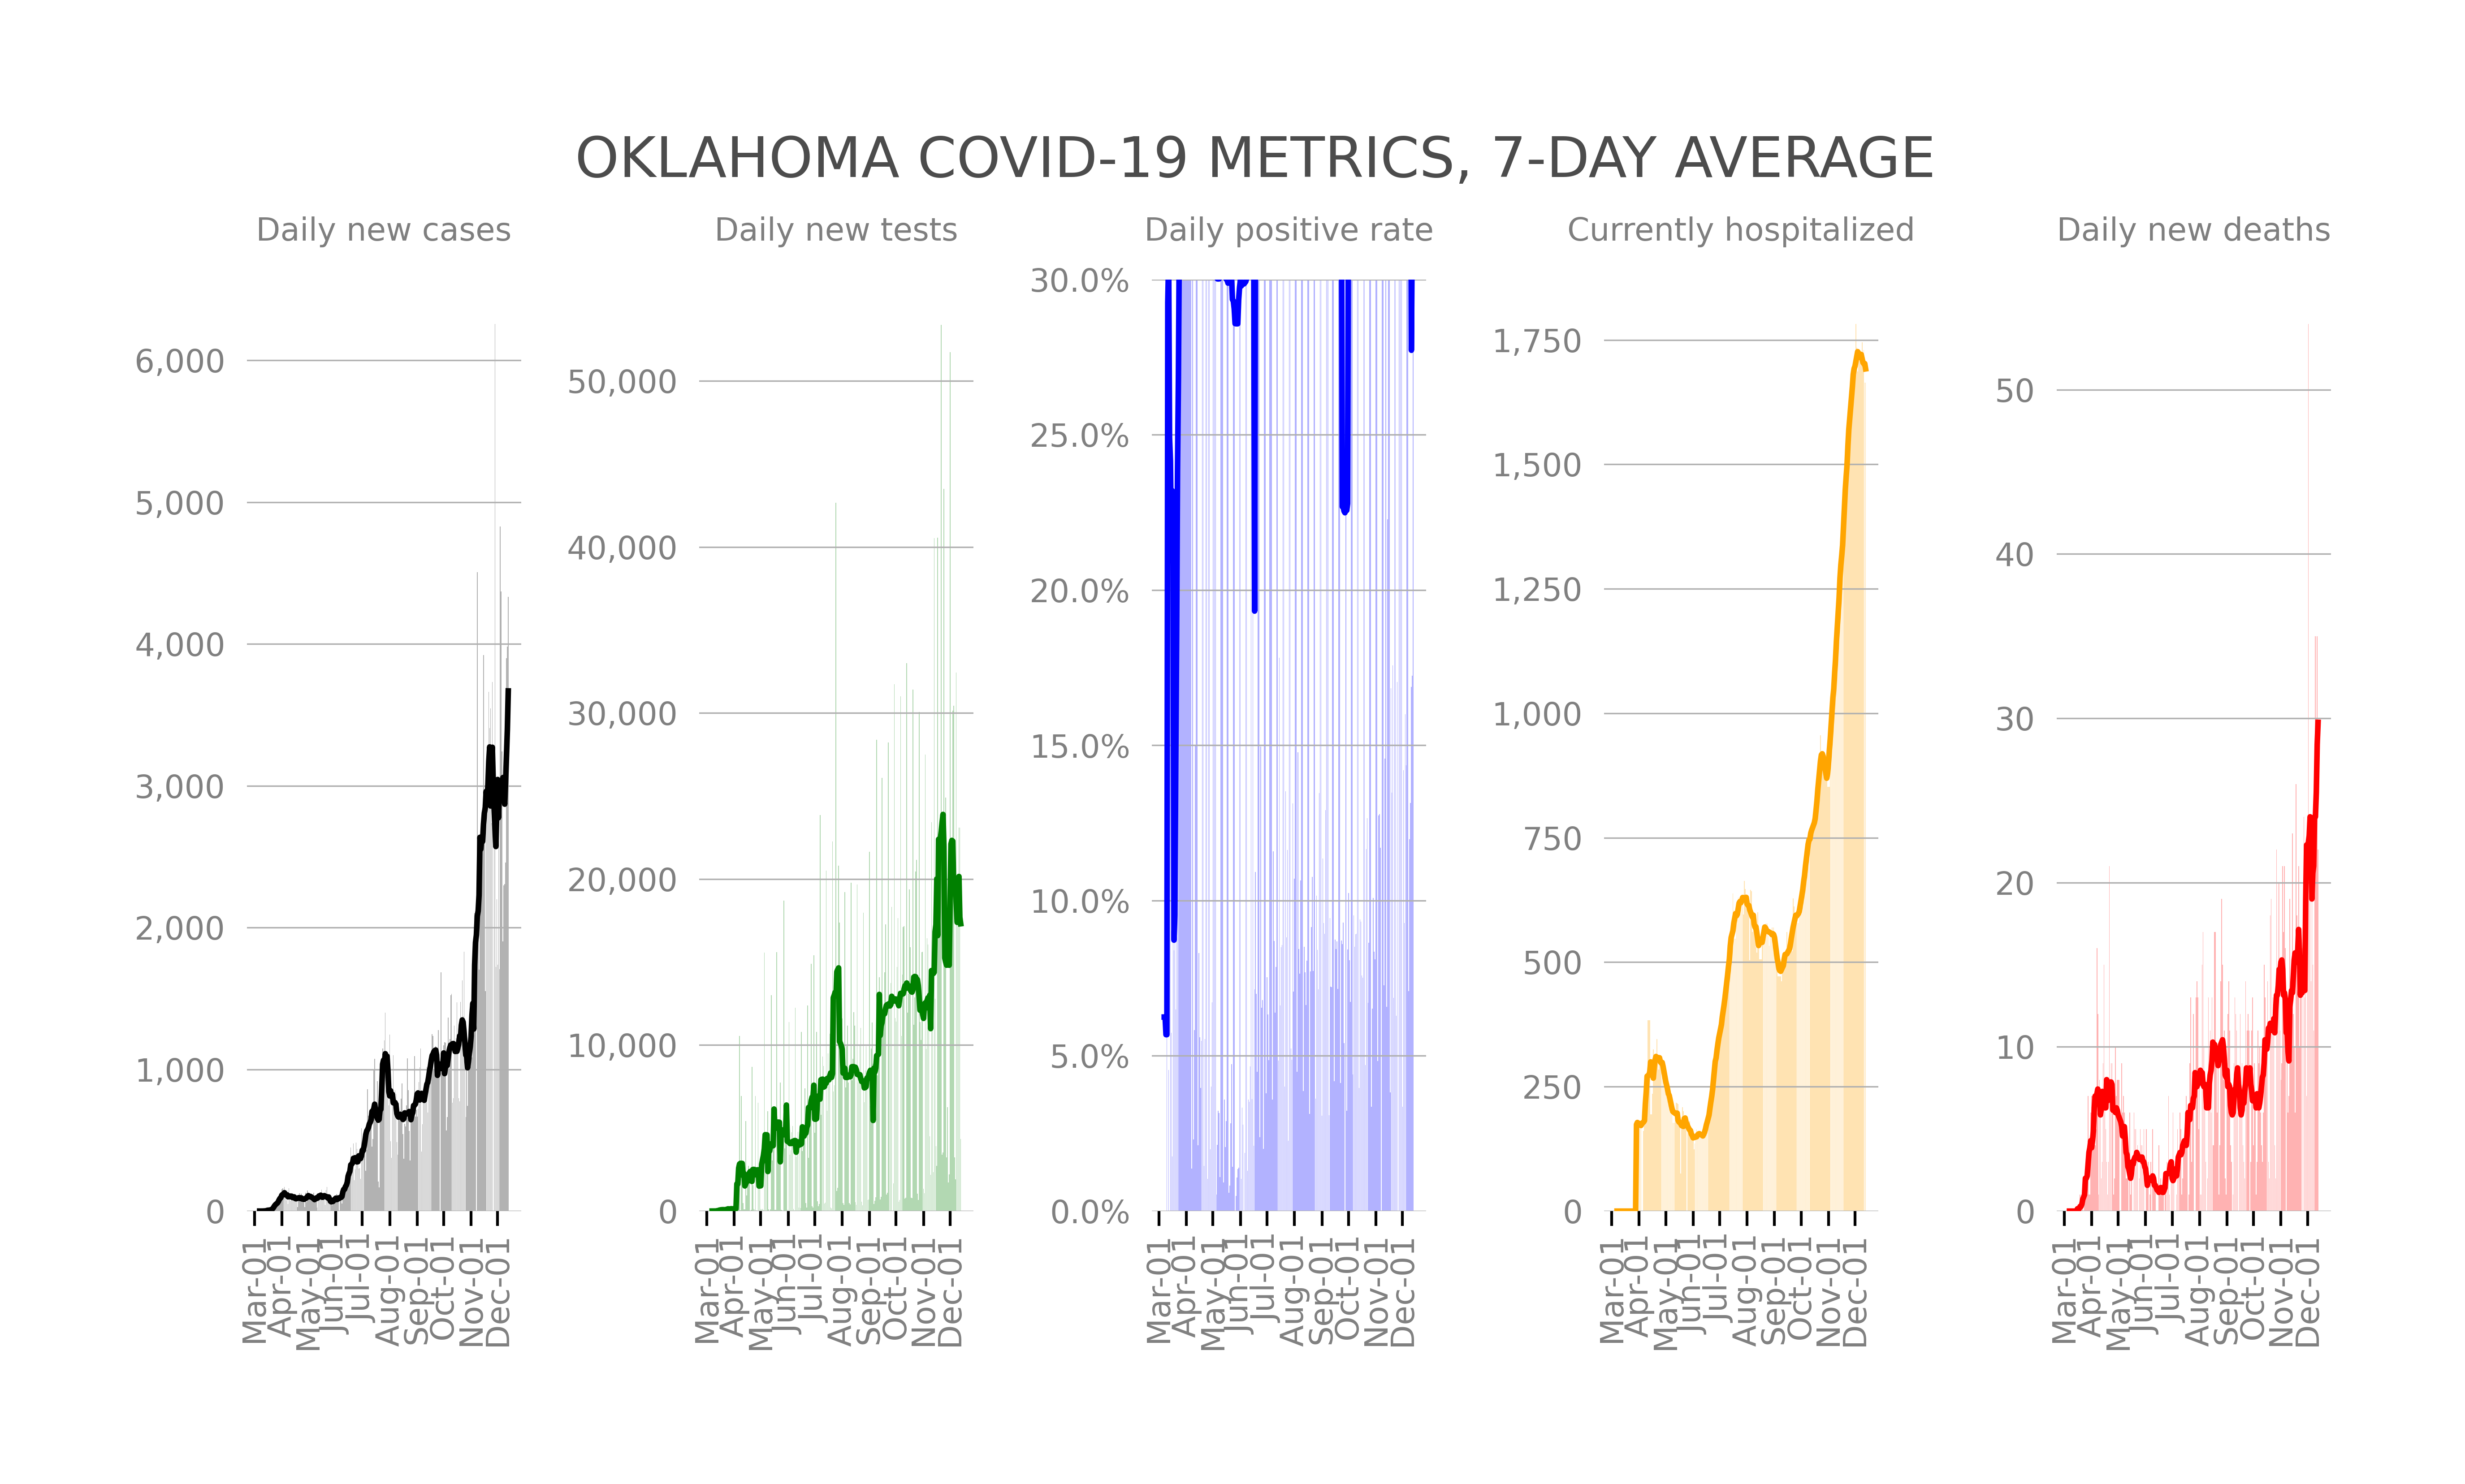 OKLAHOMA COVID-19 METRICS, 7-DAY AVERAGE
Daily new cases
6,000
5,000
4,000
3,000
2,000
1,000
0
Mar-01
Apr-01
May-01
Jun-01
Jul-01
Aug-01
Sep-01
Oct-01
Nov-01
Dec-01
Daily new tests
50,000
40,000
30,000
20,000
10,000
0
Mar-01
Apr-01
May-01
Jun-01
Jul-01
Aug-01
Sep-01
Oct-01
Nov-01
Dec-01
Daily positive rate
30.0%
25.0%
20.0%
15.0%
10.0%
5.0%
0.0%
Mar-01
Apr-01
May-01
Jun-01
Jul-01
Aug-01
Sep-01
Oct-01
Nov-01
Dec-01
Currently hospitalized
1,750
1,500
1,250
1,000
750
500
250
0
Mar-01
Apr-01
May-01
Jun-01
Jul-01
Aug-01
Sep-01
Oct-01
Nov-01
Dec-01
Daily new deaths
50
40
30
20
10
0
Mar-01
Apr-01
May-01
Jun-01
Jul-01
Aug-01
Sep-01
Oct-01
Nov-01
Dec-01